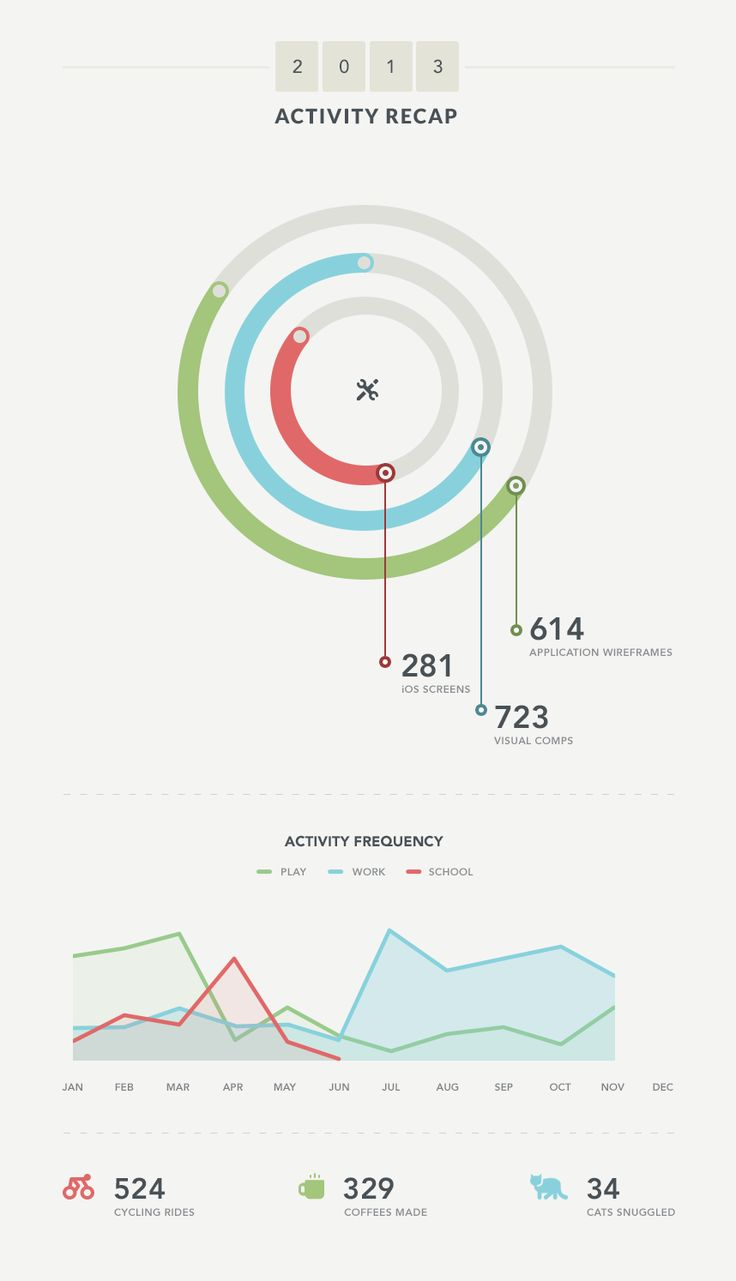 2 0 1 3
ACTIVITY RECAP
614
APPLICATION WIREFRAMES
281
iOS SCREENS
723
VISUAL COMPS
ACTIVITY FREQUENCY
PLAY WORK SCHOOL
JAN FEB MAR APR MAY JUN JUL AUG SEP OCT NOV DEC
524 329 34
CYCLING RIDES COFFEES MADE CATS SNUGGLED